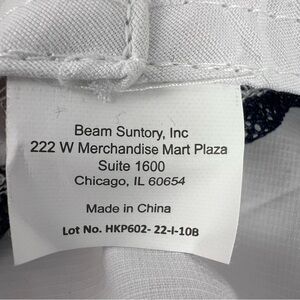 Beam Suntory, Inc
222 W Merchandise Mart Plaza
Suite 1600
Chicago, IL 60654
Made in China
Lot No. HKP602- 22-I-10B